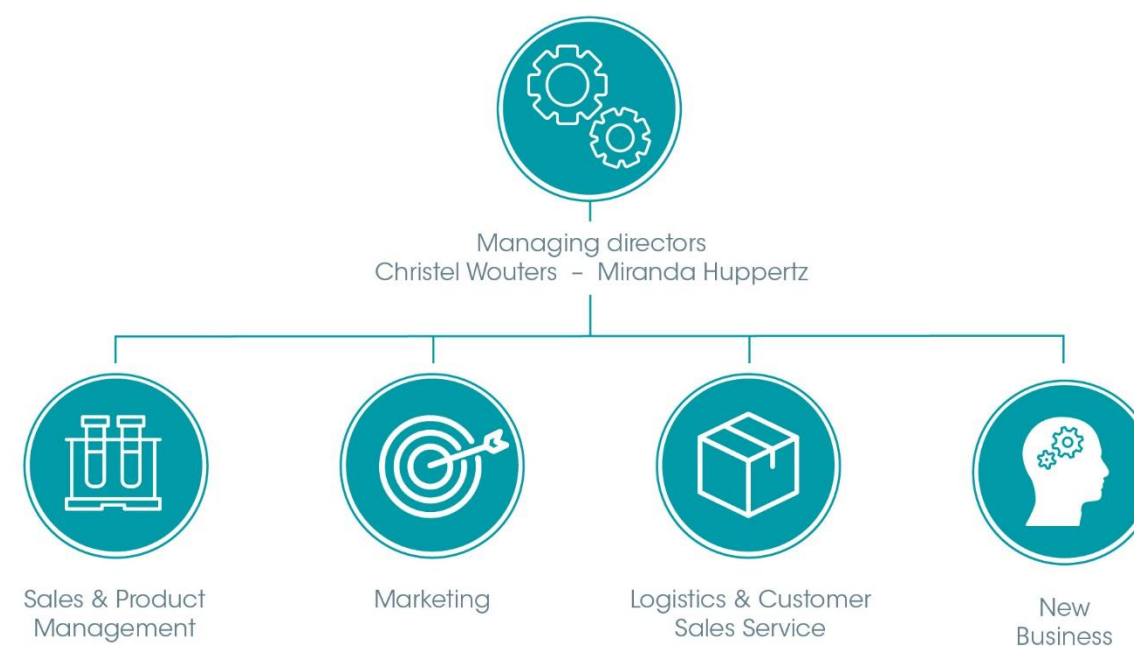 Managing directors
Christel Wouters – Miranda Huppertz
Sales & Product
Management
Marketing
Logistics & Customer
Sales Service
New
Business